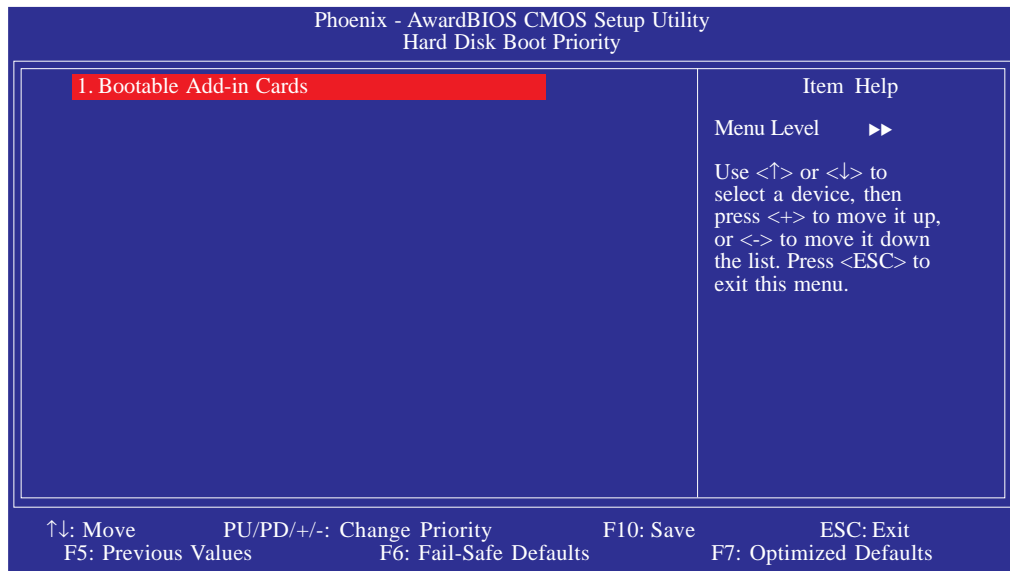 Phoenix - AwardBIOS CMOS Setup Utility
Hard Disk Boot Priority
1. Bootable Add-in Cards
Item Help
Menu Level ▶▶
Use <↑> or <↓> to
select a device, then
press <+> to move it up,
or <-> to move it down
the list. Press <ESC> to
exit this menu.
↑↓: Move PU/PD/+/-: Change Priority F10: Save ESC: Exit
F5: Previous Values F6: Fail-Safe Defaults F7: Optimized Defaults